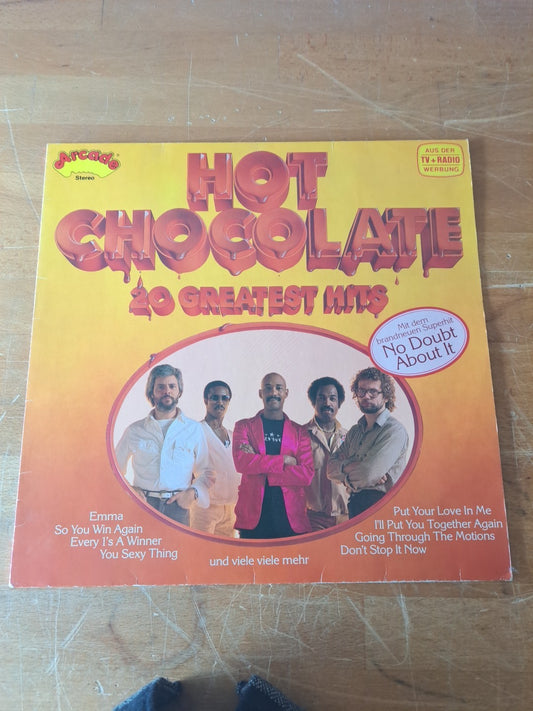 Arcade
Stereo
AUS DER
TV + RADIO
WERBUNG
HOT
CHOCOLATE
20 GREATEST HITS
Mit dem
brandneuen Superhit
No Doubt
About It
Emma
So You Win Again
Every 1's A Winner
You Sexy Thing
und viele viele mehr
Put Your Love In Me
I'll Put You Together Again
Going Through The Motions
Don't Stop It Now